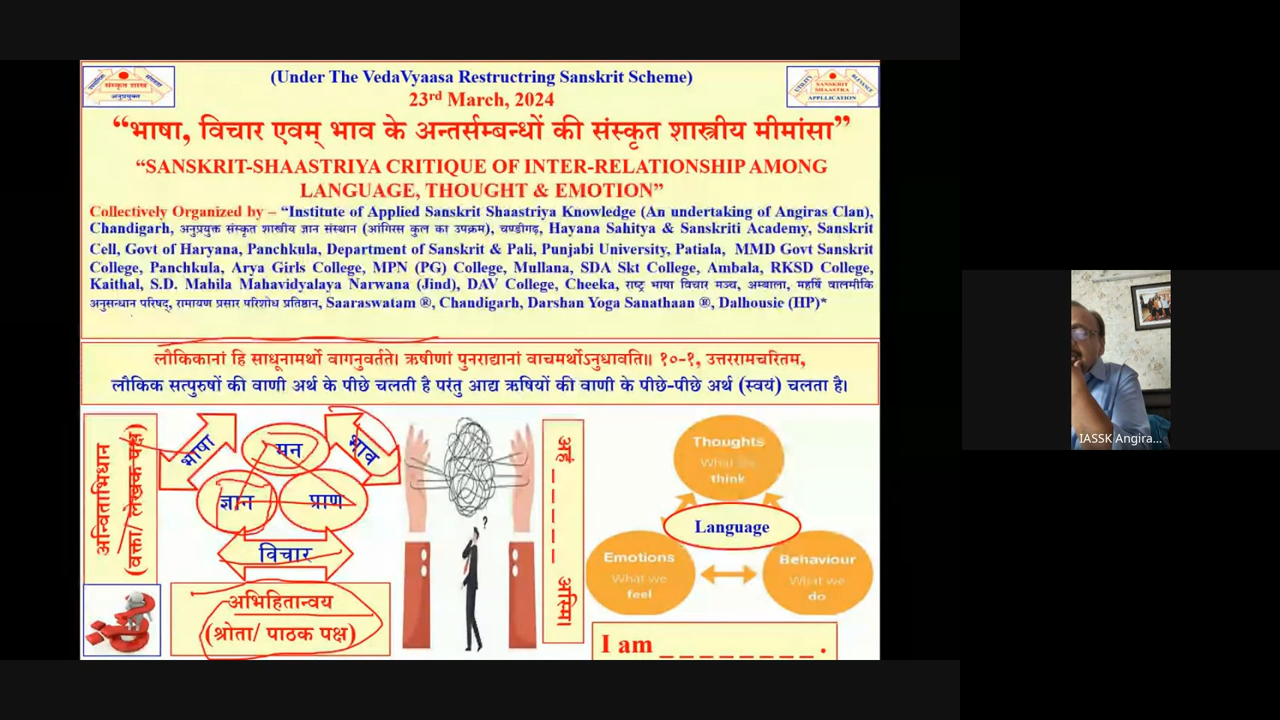 (Under The VedaVyaasa Restructring Sanskrit Scheme)
23rd March, 2024
“भाषा, विचार एवम् भाव के अन्तर्सम्बन्धों की संस्कृत शास्त्रीय मीमांसा”
“SANSKRIT-SHAASTRIYA CRITIQUE OF INTER-RELATIONSHIP AMONG
LANGUAGE, THOUGHT & EMOTION”
Collectively Organized by – “Institute of Applied Sanskrit Shaastriya Knowledge (An undertaking of Angiras Clan),
Chandigarh, अनुप्रयुक्त संस्कृत शास्त्रीय ज्ञान संस्थान (आंगिरस कुल का उपक्रम), चण्डीगढ़, Hayana Sahitya & Sanskriti Academy, Sanskrit
Cell, Govt of Haryana, Panchkula, Department of Sanskrit & Pali, Punjabi University, Patiala, MMD Govt Sanskrit
College, Panchkula, Arya Girls College, MPN (PG) College, Mullana, SDA Skt College, Ambala, RKSD College,
Kaithal, S.D. Mahila Mahavidyalaya Narwana (Jind), DAV College, Cheeka, राष्ट्र भाषा विचार मञ्च, अम्बाला, महर्षि वाल्मीकि
अनुसन्धान परिषद्, रामायण प्रसार परिशोध प्रतिष्ठान, Saaraswatam ®, Chandigarh, Darshan Yoga Sanathaan ®, Dalhousie (HP)*
लौकिकानां हि साधूनामर्थो वागनुवर्तते। ऋषीणां पुनराद्यानां वाचमर्थोऽनुधावति॥ १०-१, उत्तररामचरितम,
लौकिक सत्पुरुषों की वाणी अर्थ के पीछे चलती है परंतु आद्य ऋषियों की वाणी के पीछे-पीछे अर्थ (स्वयं) चलता है।
अन्विताभिधान
(वक्ता/ लेखक पक्ष)
भाषा
मन
भाव
ज्ञान
प्राण
विचार
अभिहितान्वय
(श्रोता/ पाठक पक्ष)
?
अहं _ _ _ _ _ अस्मि।
Thoughts
What we
think
Language
Emotions
What we
feel
Behaviour
What we
do
I am _ _ _ _ _ _ _ _ .
संस्कृत शास्त्र
अनुप्रयुक्त
SANSKRIT
SHAASTRA
APPLLICATION
UTILITY
IASSK Angira...